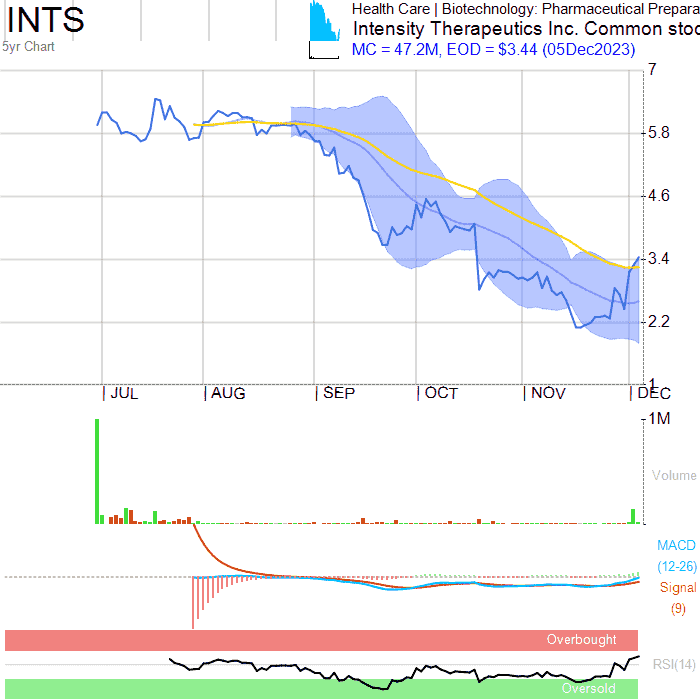 INTS
5yr Chart
Health Care | Biotechnology: Pharmaceutical Prepara
Intensity Therapeutics Inc. Common stoc
MC = 47.2M, EOD = $3.44 (05Dec2023)
7
5.8
4.6
3.4
2.2
1
| JUL | AUG | SEP | OCT | NOV | DEC
1M
Volume
MACD
(12-26)
Signal
(9)
Overbought
RSI(14)
Oversold